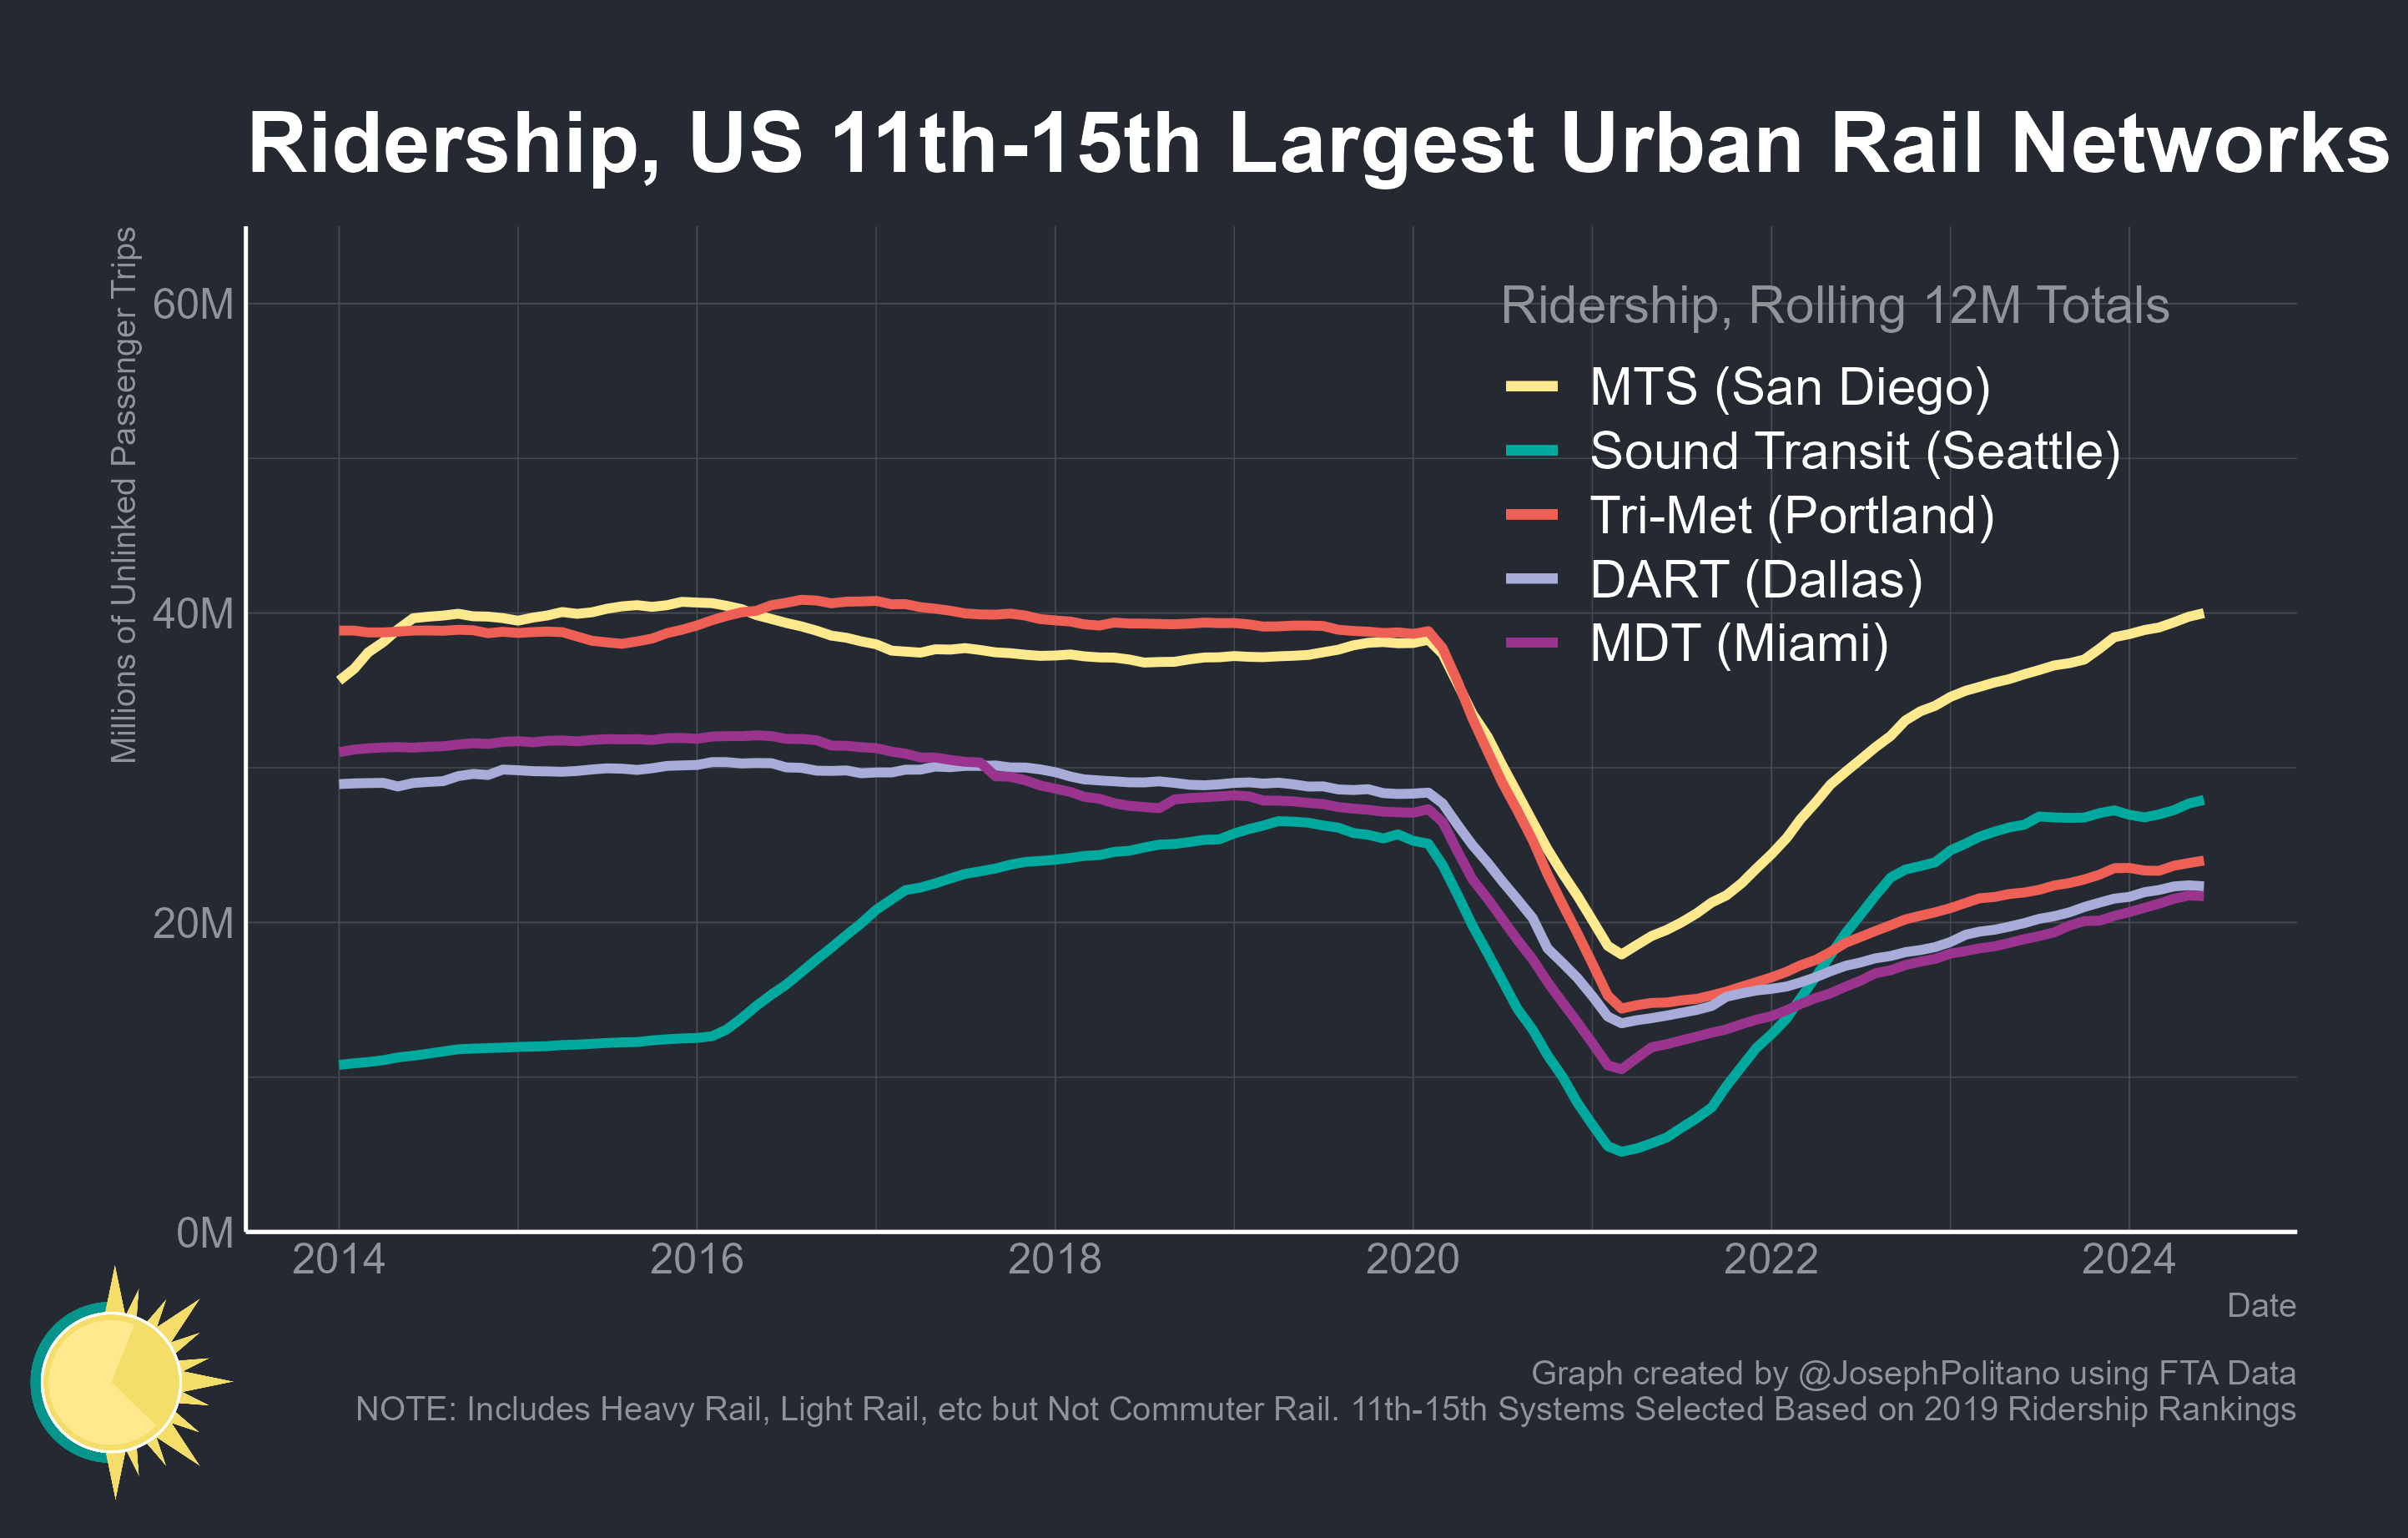 Ridership, US 11th-15th Largest Urban Rail Networks
Millions of Unlinked Passenger Trips
60M
40M
20M
0M
Ridership, Rolling 12M Totals
MTS (San Diego)
Sound Transit (Seattle)
Tri-Met (Portland)
DART (Dallas)
MDT (Miami)
2014 2016 2018 2020 2022 2024
Date
Graph created by @JosephPolitano using FTA Data
NOTE: Includes Heavy Rail, Light Rail, etc but Not Commuter Rail. 11th-15th Systems Selected Based on 2019 Ridership Rankings